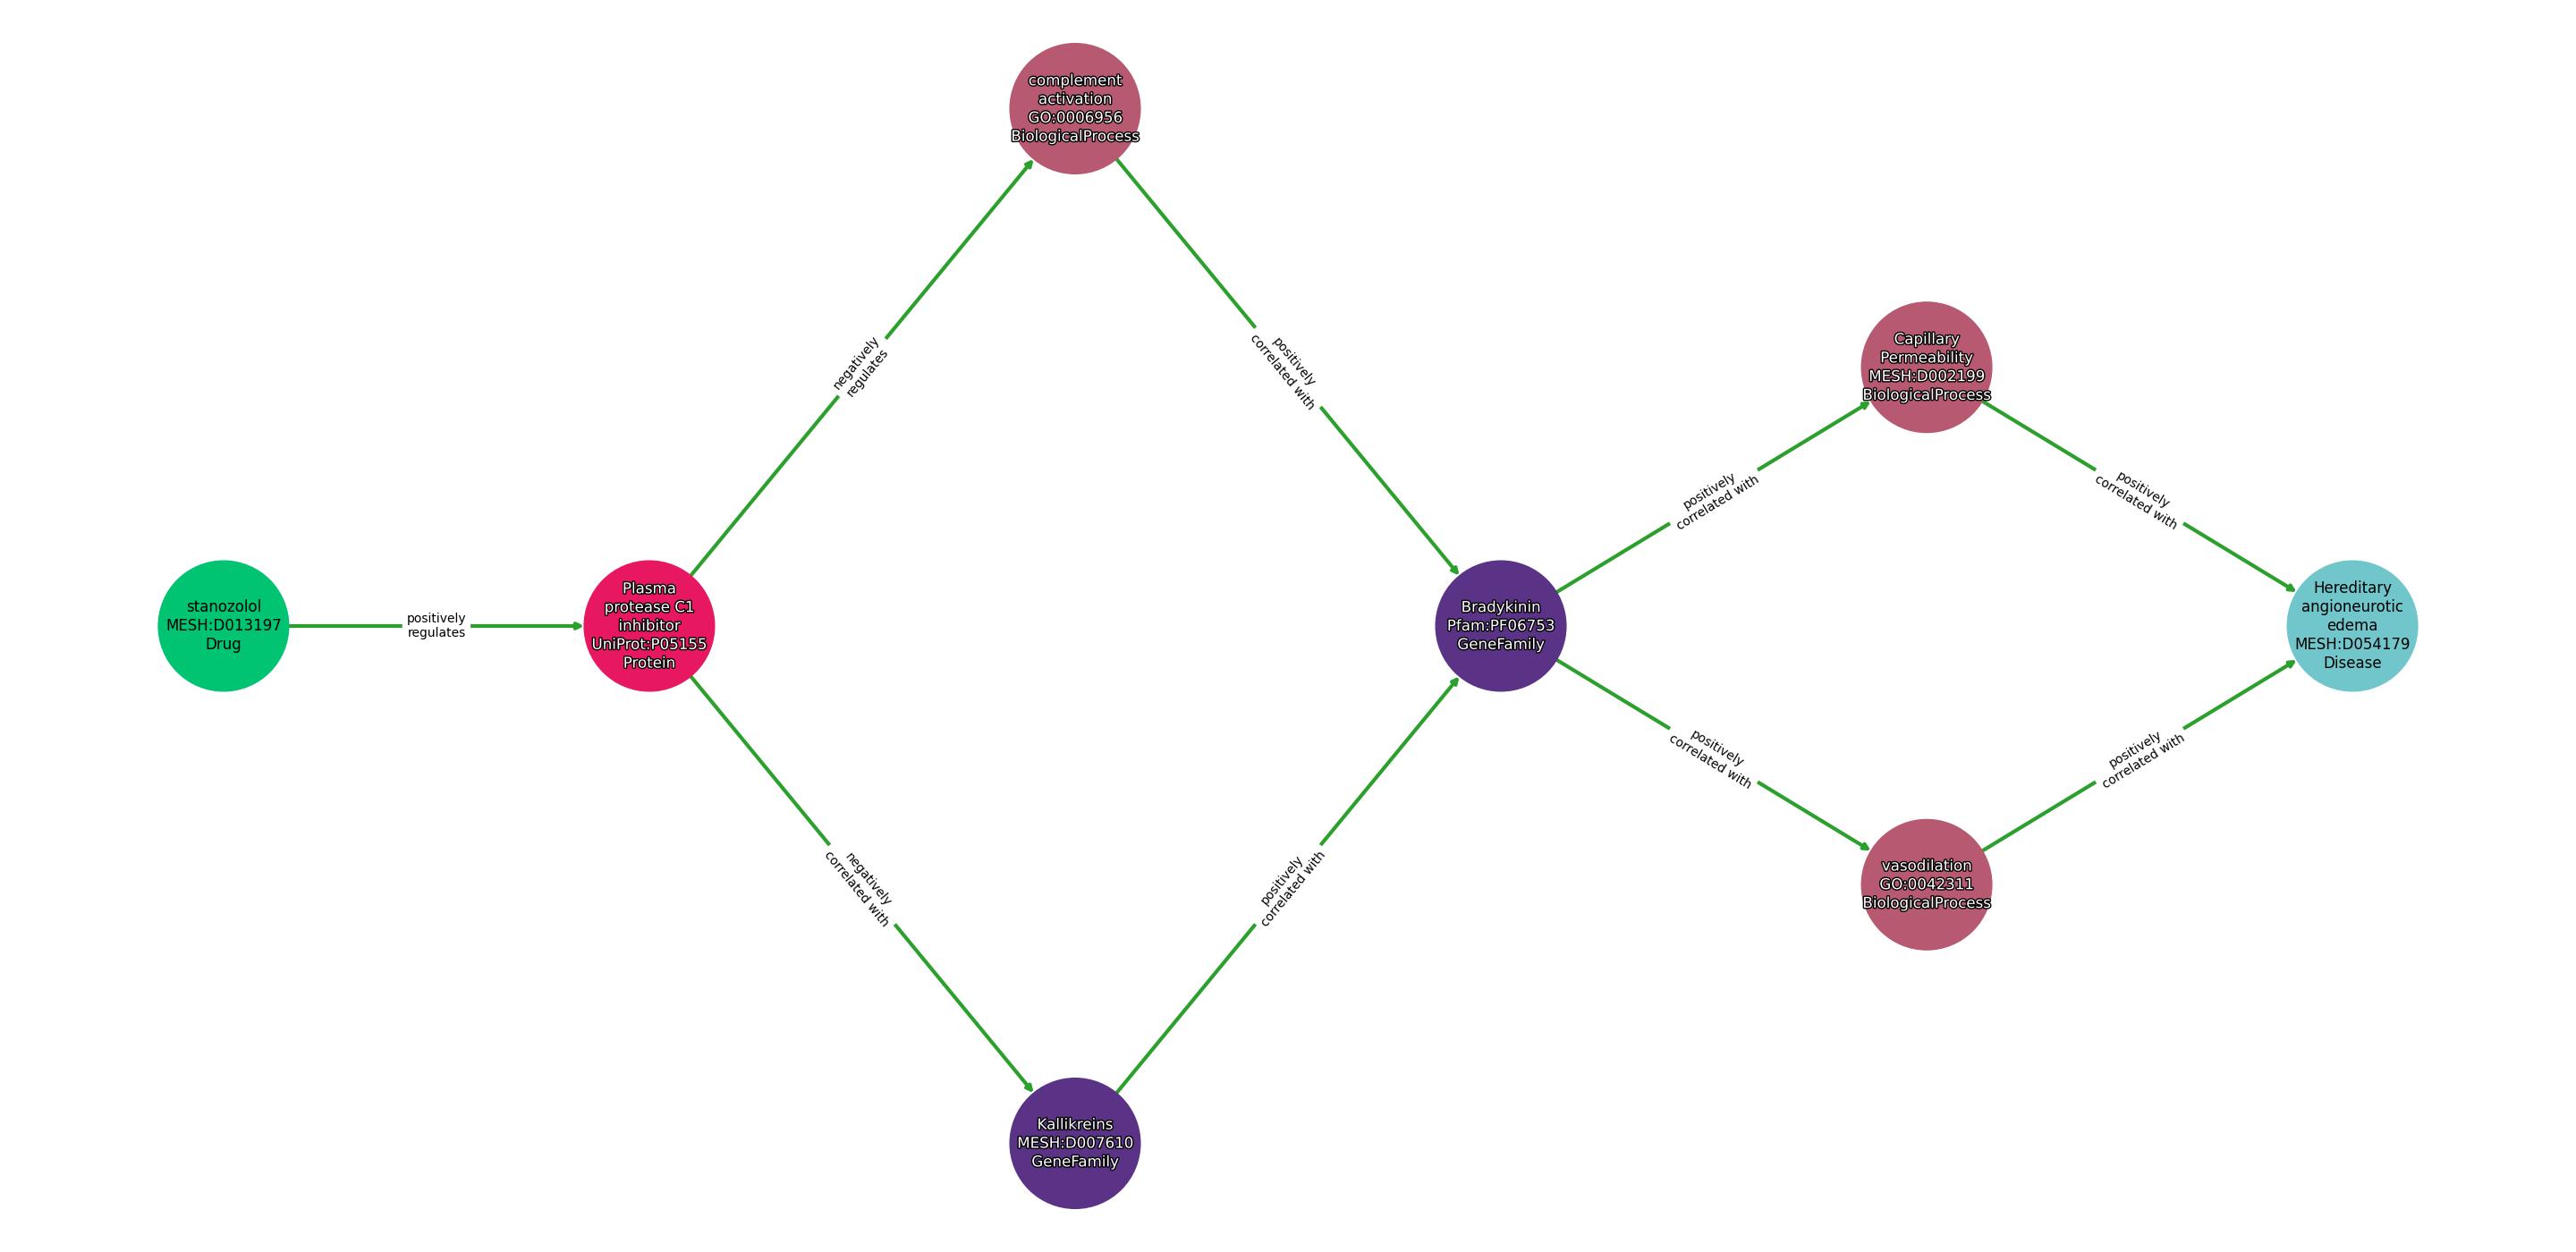 complement
activation
GO:0006956
BiologicalProcess
negatively
regulates
positively
correlated with
Capillary
Permeability
MESH:D002199
BiologicalProcess
positively
correlated with
positively
correlated with
stanozolol
MESH:D013197
Drug
positively
regulates
Plasma
protease C1
inhibitor
UniProt:P05155
Protein
Bradykinin
Pfam:PF06753
GeneFamily
Hereditary
angioneurotic
edema
MESH:D054179
Disease
positively
correlated with
positively
correlated with
vasodilation
GO:0042311
BiologicalProcess
negatively
correlated with
positively
correlated with
Kallikreins
MESH:D007610
GeneFamily